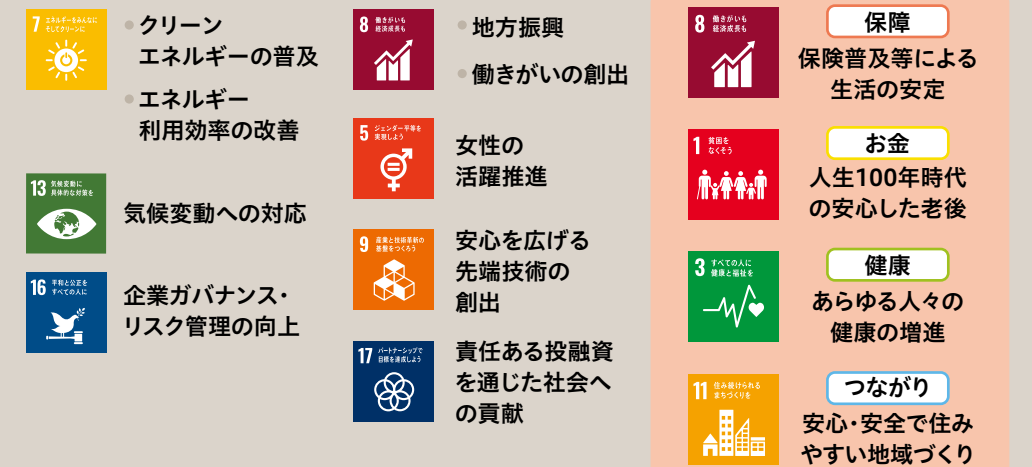 7 エネルギーをみんなに
そしてクリーンに
• クリーン
エネルギーの普及
• エネルギー
利用効率の改善
13 気候変動に
具体的な対策を
気候変動への対応
16 平和と公正を
すべての人に
企業ガバナンス・
リスク管理の向上
8 働きがいも
経済成長も
• 地方振興
• 働きがいの創出
5 ジェンダー平等を
実現しよう
女性の
活躍推進
9 産業と技術革新の
基盤をつくろう
安心を広げる
先端技術の
創出
17 パートナーシップで
目標を達成しよう
責任ある投融資
を通じた社会へ
の貢献
8 働きがいも
経済成長も
保障
保険普及等による
生活の安定
1 貧困を
なくそう
お金
人生100年時代
の安心した老後
3 すべての人に
健康と福祉を
健康
あらゆる人々の
健康の増進
11 住み続けられる
まちづくりを
つながり
安心・安全で住み
やすい地域づくり